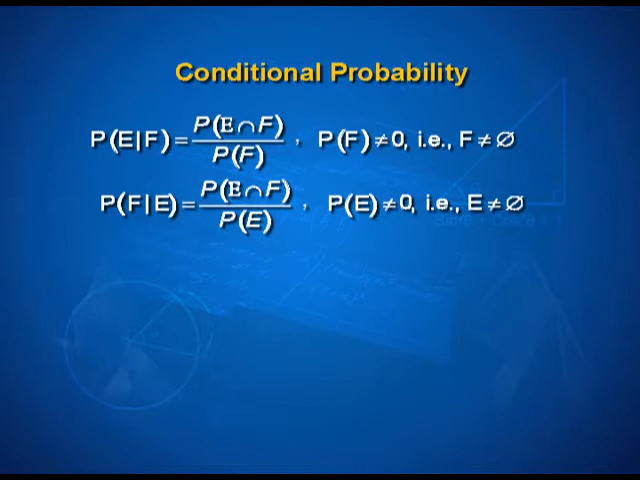 Conditional Probability
P(E|F) = P(E∩F) / P(F) , P(F) ≠ 0, i.e., F ≠ ∅
P(F|E) = P(E∩F) / P(E) , P(E) ≠ 0, i.e., E ≠ ∅